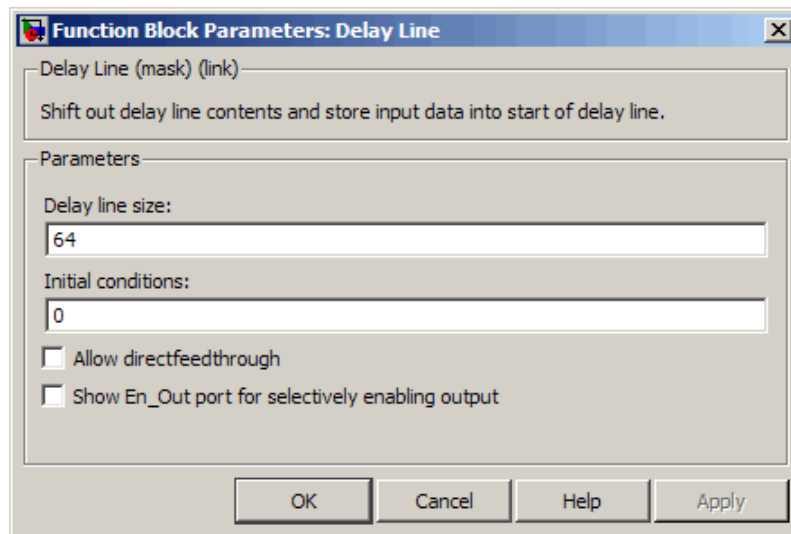 Function Block Parameters: Delay Line
Delay Line (mask) (link)
Shift out delay line contents and store input data into start of delay line.
Parameters
Delay line size:
64
Initial conditions:
0
Allow directfeedthrough
Show En_Out port for selectively enabling output
OK Cancel Help Apply